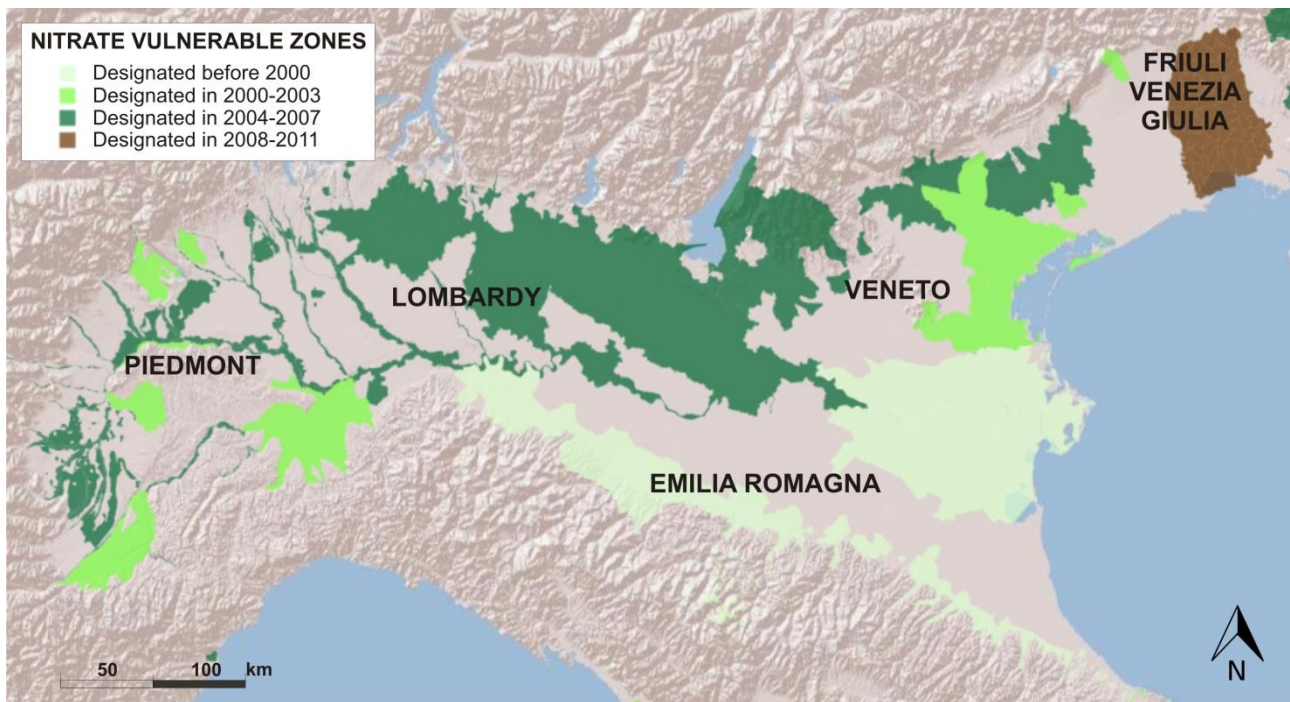 NITRATE VULNERABLE ZONES
Designated before 2000
Designated in 2000-2003
Designated in 2004-2007
Designated in 2008-2011
FRIULI
VENEZIA
GIULIA
LOMBARDY
VENETO
PIEDMONT
EMILIA ROMAGNA
50 100 km
N